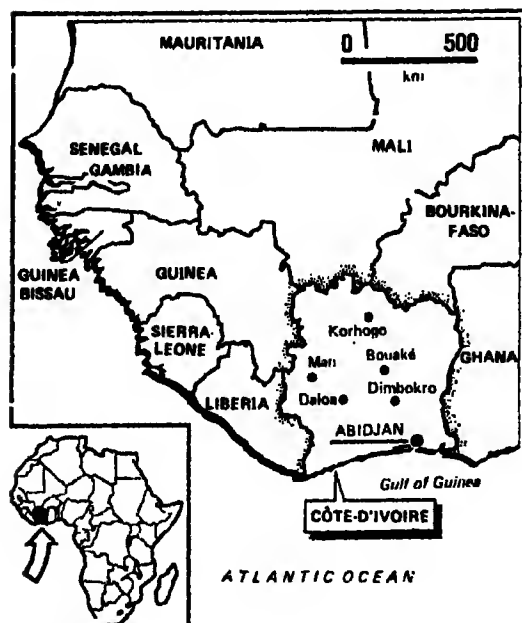 MAURITANIA
0 500
km
SENEGAL
GAMBIA
MALI
BOURKINA-
FASO
GUINEA
BISSAU
GUINEA
SIERRA-
LEONE
LIBERIA
Korhogo
Man
Bouaké
GHANA
Daloa
Dimbokro
ABIDJAN
Gulf of Guinea
CÔTE-D'IVOIRE
ATLANTIC OCEAN